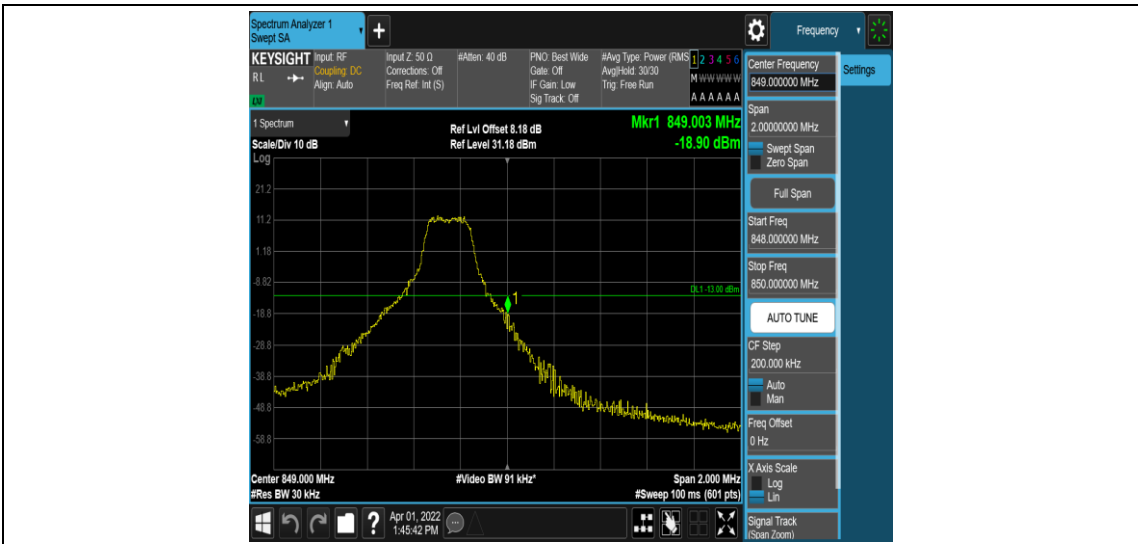 Spectrum Analyzer 1
Swept SA
+
Frequency
KEYSIGHT
RL
LXI
Input: RF
Coupling: DC
Align: Auto
Input Z: 50 Ω
Corrections: Off
Freq Ref: Int (S)
#Atten: 40 dB
PNO: Best Wide
Gate: Off
IF Gain: Low
Sig Track: Off
#Avg Type: Power (RMS
Avg|Hold: 30/30
Trig: Free Run
1 2 3 4 5 6
M W W W W W
A A A A A A
Center Frequency
849.000000 MHz
Settings
Span
2.00000000 MHz
Swept Span
Zero Span
Full Span
Start Freq
848.000000 MHz
Stop Freq
850.000000 MHz
AUTO TUNE
CF Step
200.000 kHz
Auto
Man
Freq Offset
0 Hz
X Axis Scale
Log
Lin
Signal Track
(Span Zoom)
1 Spectrum
Scale/Div 10 dB
Ref Lvl Offset 8.18 dB
Ref Level 31.18 dBm
Mkr1 849.003 MHz
-18.90 dBm
Log
21.2
11.2
1.18
-8.82
DL1 -13.00 dBm
1
-18.8
-28.8
-38.8
-48.8
-58.8
Center 849.000 MHz
#Video BW 91 kHz*
Span 2.000 MHz
#Res BW 30 kHz
#Sweep 100 ms (601 pts)
?
Apr 01, 2022
1:45:42 PM